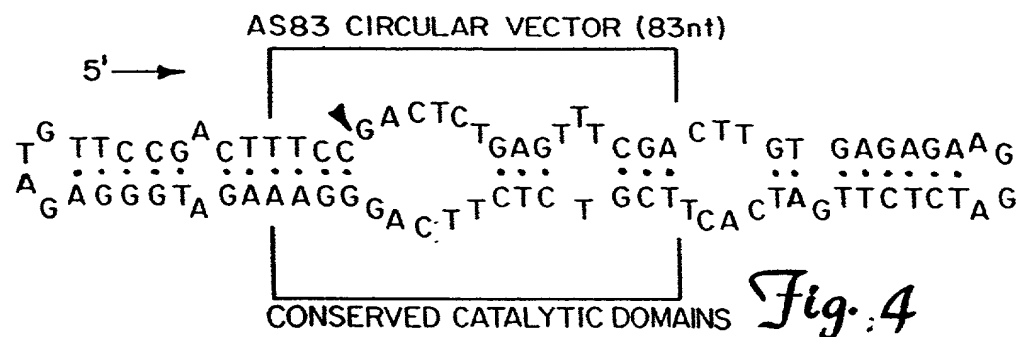 AS83 CIRCULAR VECTOR (83nt)
5'
TGTTCCGACTTTCCGACTCTGAGTTTCGACTTGTGAGAGAAG
AGAGGGTAGAAAGGGACTTCTCTGCTTCACTAGTTCTCTAG
CONSERVED CATALYTIC DOMAINS
Fig. 4